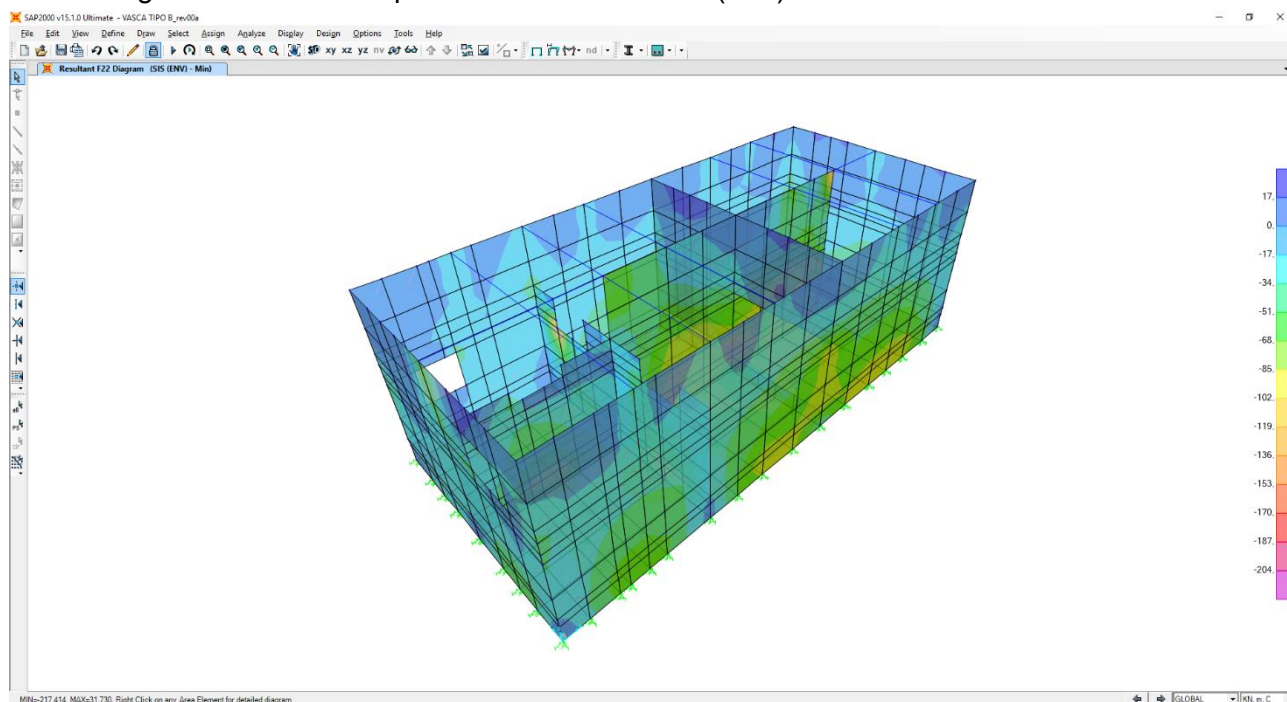 SAP2000 v15.1.0 Ultimate - VASCA TIPO B_rev00a
File Edit View Define Draw Select Assign Analyze Display Design Options Tools Help
xy xz yz nv nd
Resultant F22 Diagram (SIS (ENV) - Min)
17.
0.
-17.
-34.
-51.
-68.
-85.
-102.
-119.
-136.
-153.
-170.
-187.
-204.
MIN=-217.414, MAX=31.730, Right Click on any Area Element for detailed diagram
GLOBAL KN, m, C